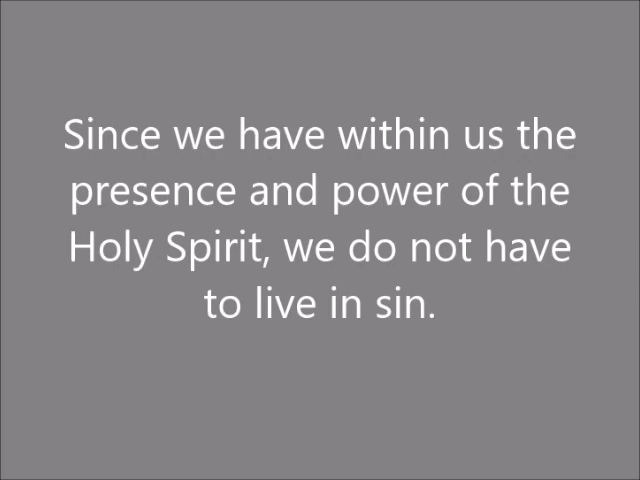 Since we have within us the
presence and power of the
Holy Spirit, we do not have
to live in sin.